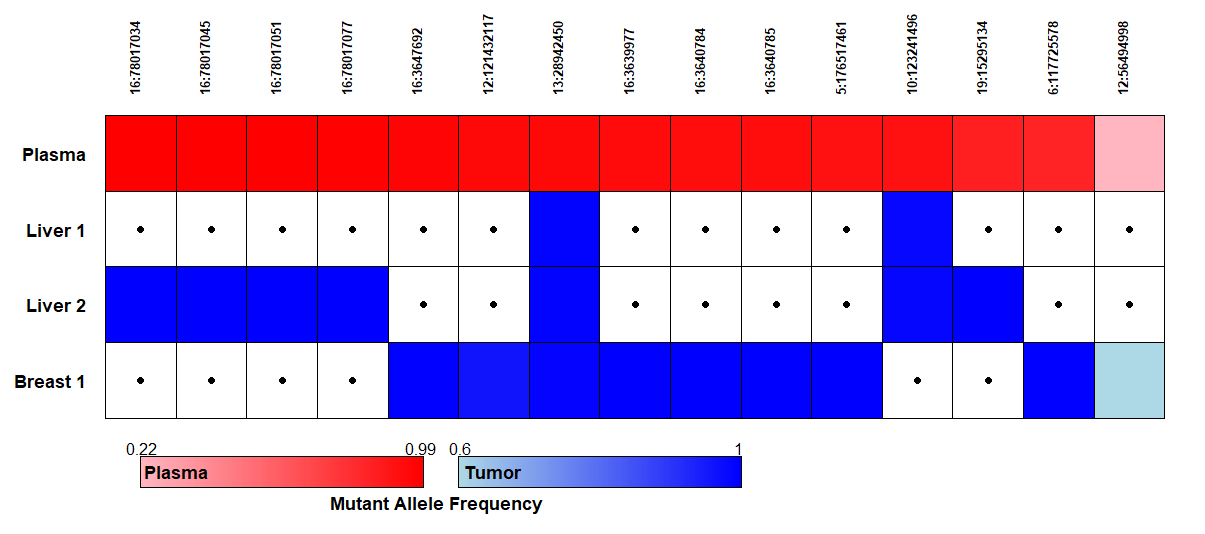 16:78017034
16:78017045
16:78017051
16:78017077
16:3647692
12:121432117
13:28942450
16:3639977
16:3640784
16:3640785
5:176517461
10:123241496
19:15295134
6:117725578
12:56494998
Plasma
Liver 1
Liver 2
Breast 1
0.22 0.99 0.6 1
Plasma Tumor
Mutant Allele Frequency